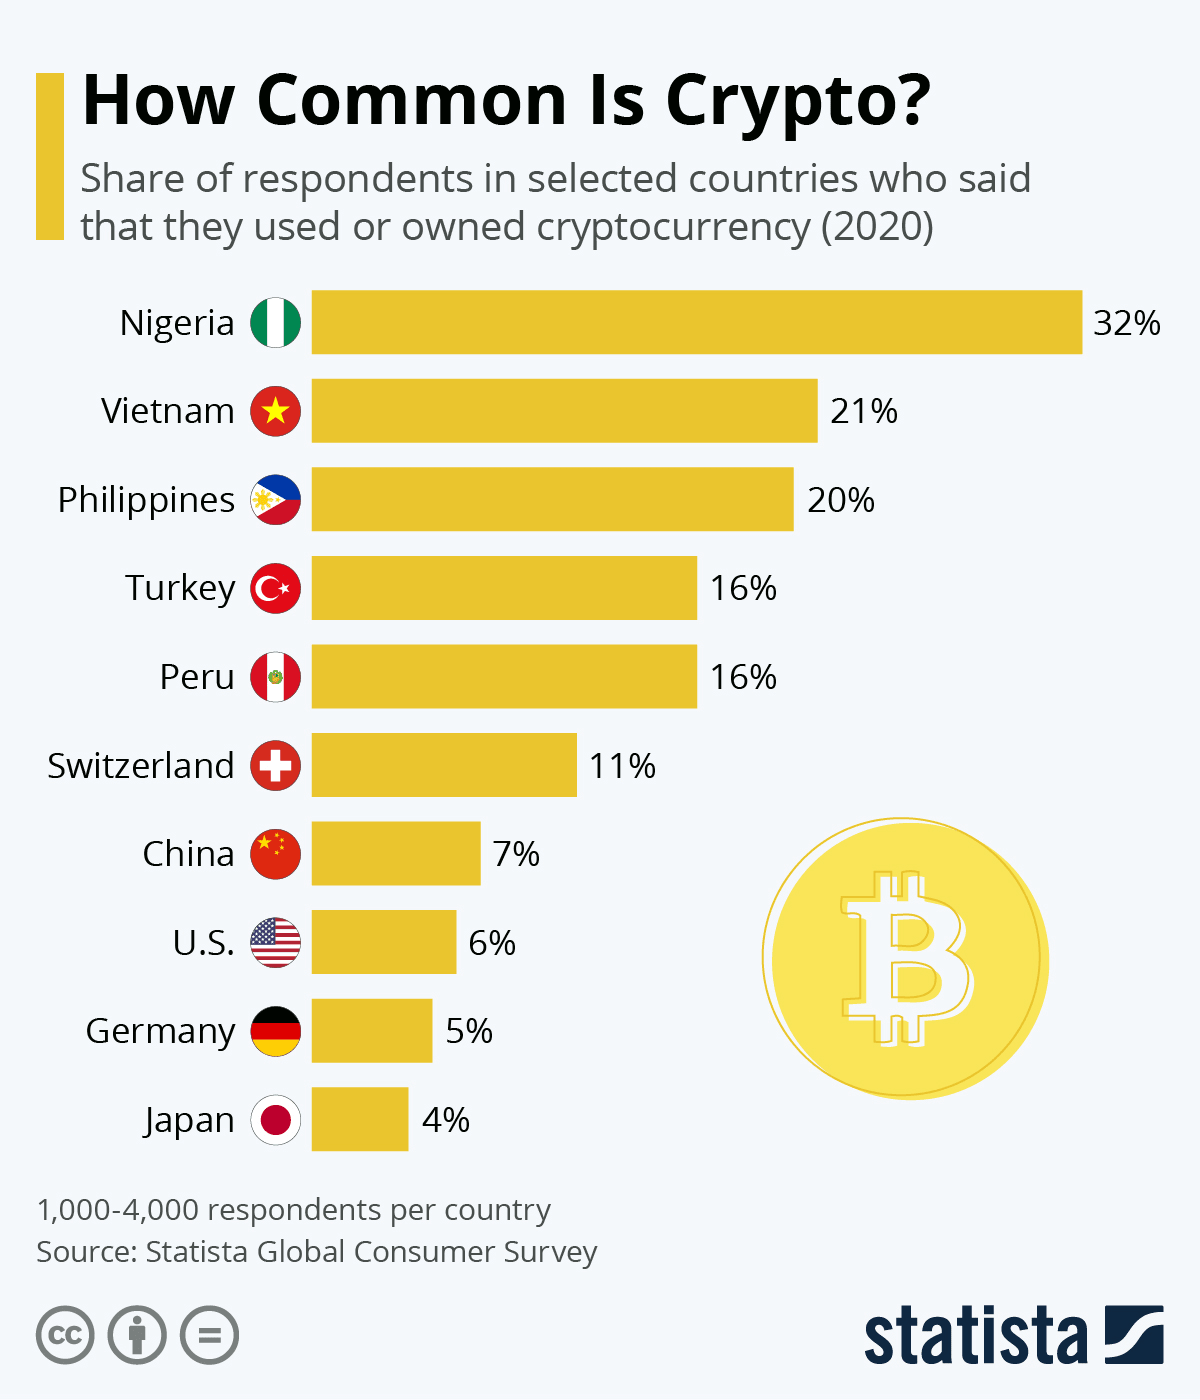 How Common Is Crypto?
Share of respondents in selected countries who said
that they used or owned cryptocurrency (2020)
Nigeria 32%
Vietnam 21%
Philippines 20%
Turkey 16%
Peru 16%
Switzerland 11%
China 7%
U.S. 6%
Germany 5%
Japan 4%
1,000-4,000 respondents per country
Source: Statista Global Consumer Survey
cc = statista